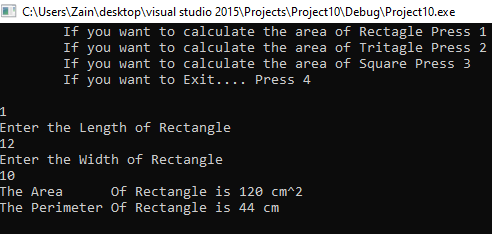 C:\Users\Zain\desktop\visual studio 2015\Projects\Project10\Debug\Project10.exe
If you want to calculate the area of Rectagle Press 1
If you want to calculate the area of Tritagle Press 2
If you want to calculate the area of Square Press 3
If you want to Exit.... Press 4
1
Enter the Length of Rectangle
12
Enter the Width of Rectangle
10
The Area      Of Rectangle is 120 cm^2
The Perimeter Of Rectangle is 44 cm